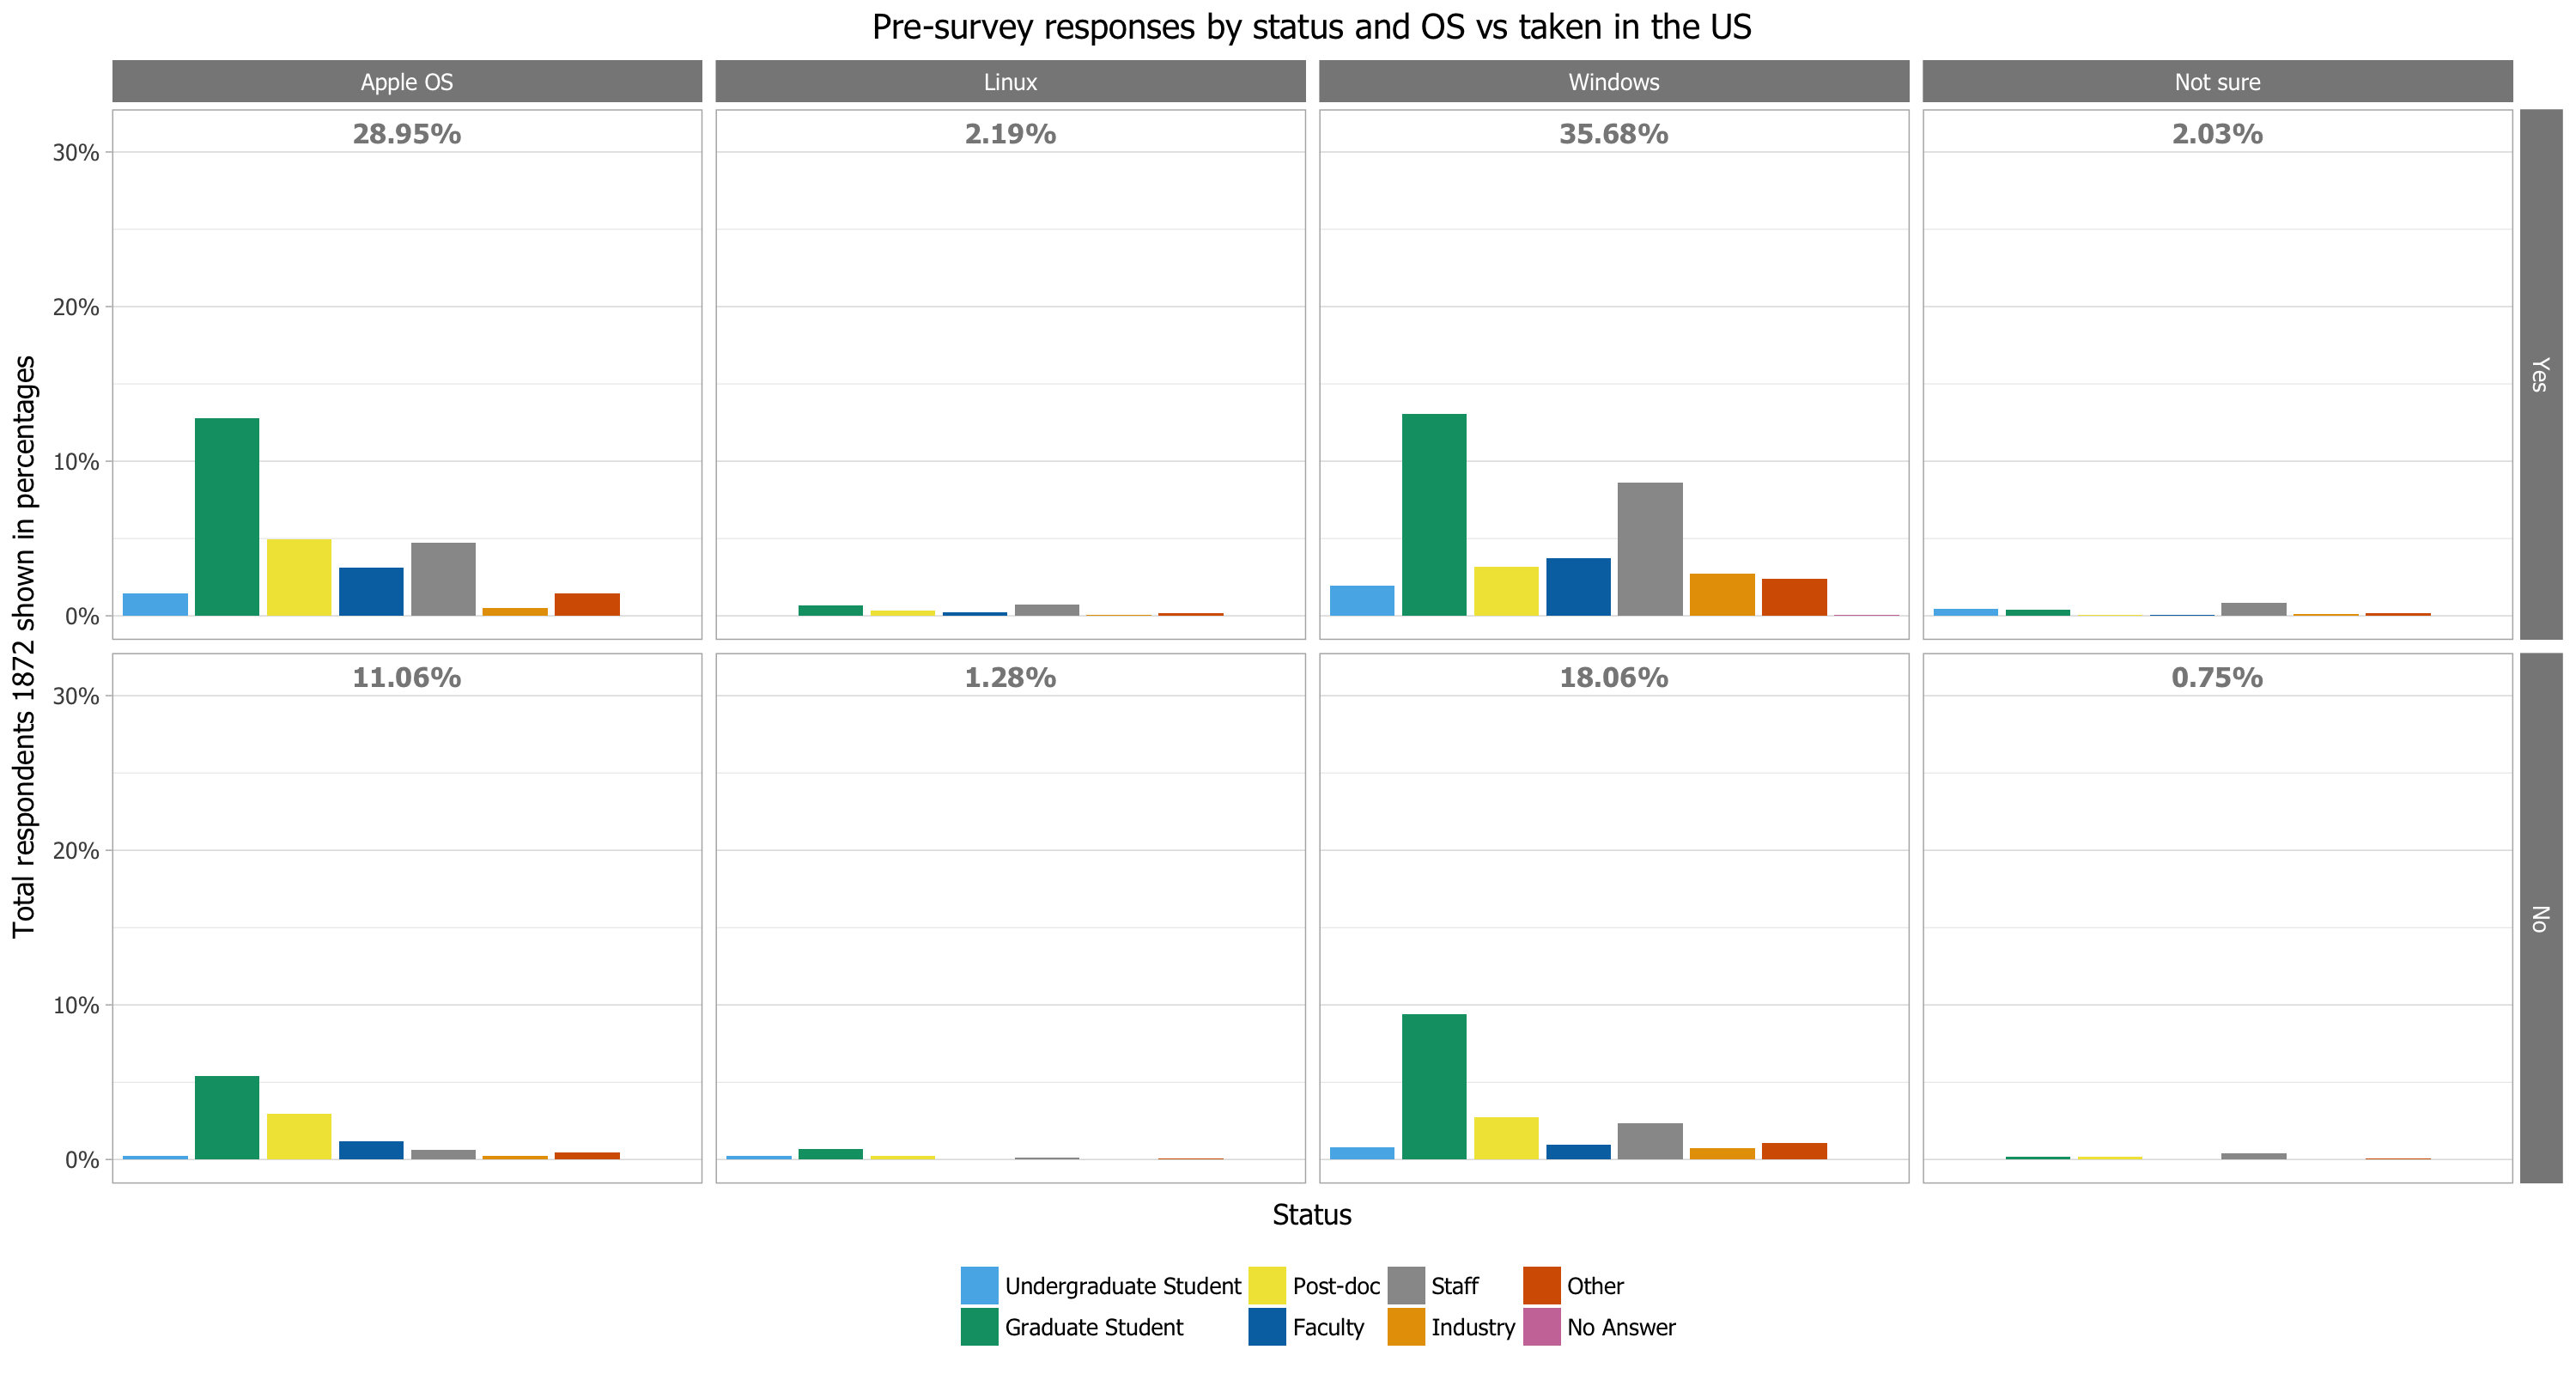 Pre-survey responses by status and OS vs taken in the US
Apple OS
Linux
Windows
Not sure
28.95%
2.19%
35.68%
2.03%
30%
20%
10%
0%
Yes
11.06%
1.28%
18.06%
0.75%
30%
20%
10%
0%
No
Total respondents 1872 shown in percentages
Status
Undergraduate Student
Post-doc
Staff
Other
Graduate Student
Faculty
Industry
No Answer